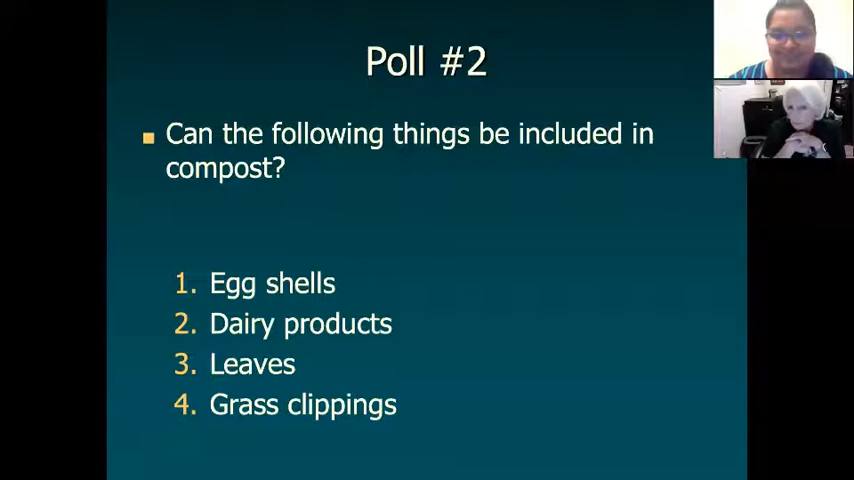 Poll #2
Can the following things be included in
compost?
1. Egg shells
2. Dairy products
3. Leaves
4. Grass clippings